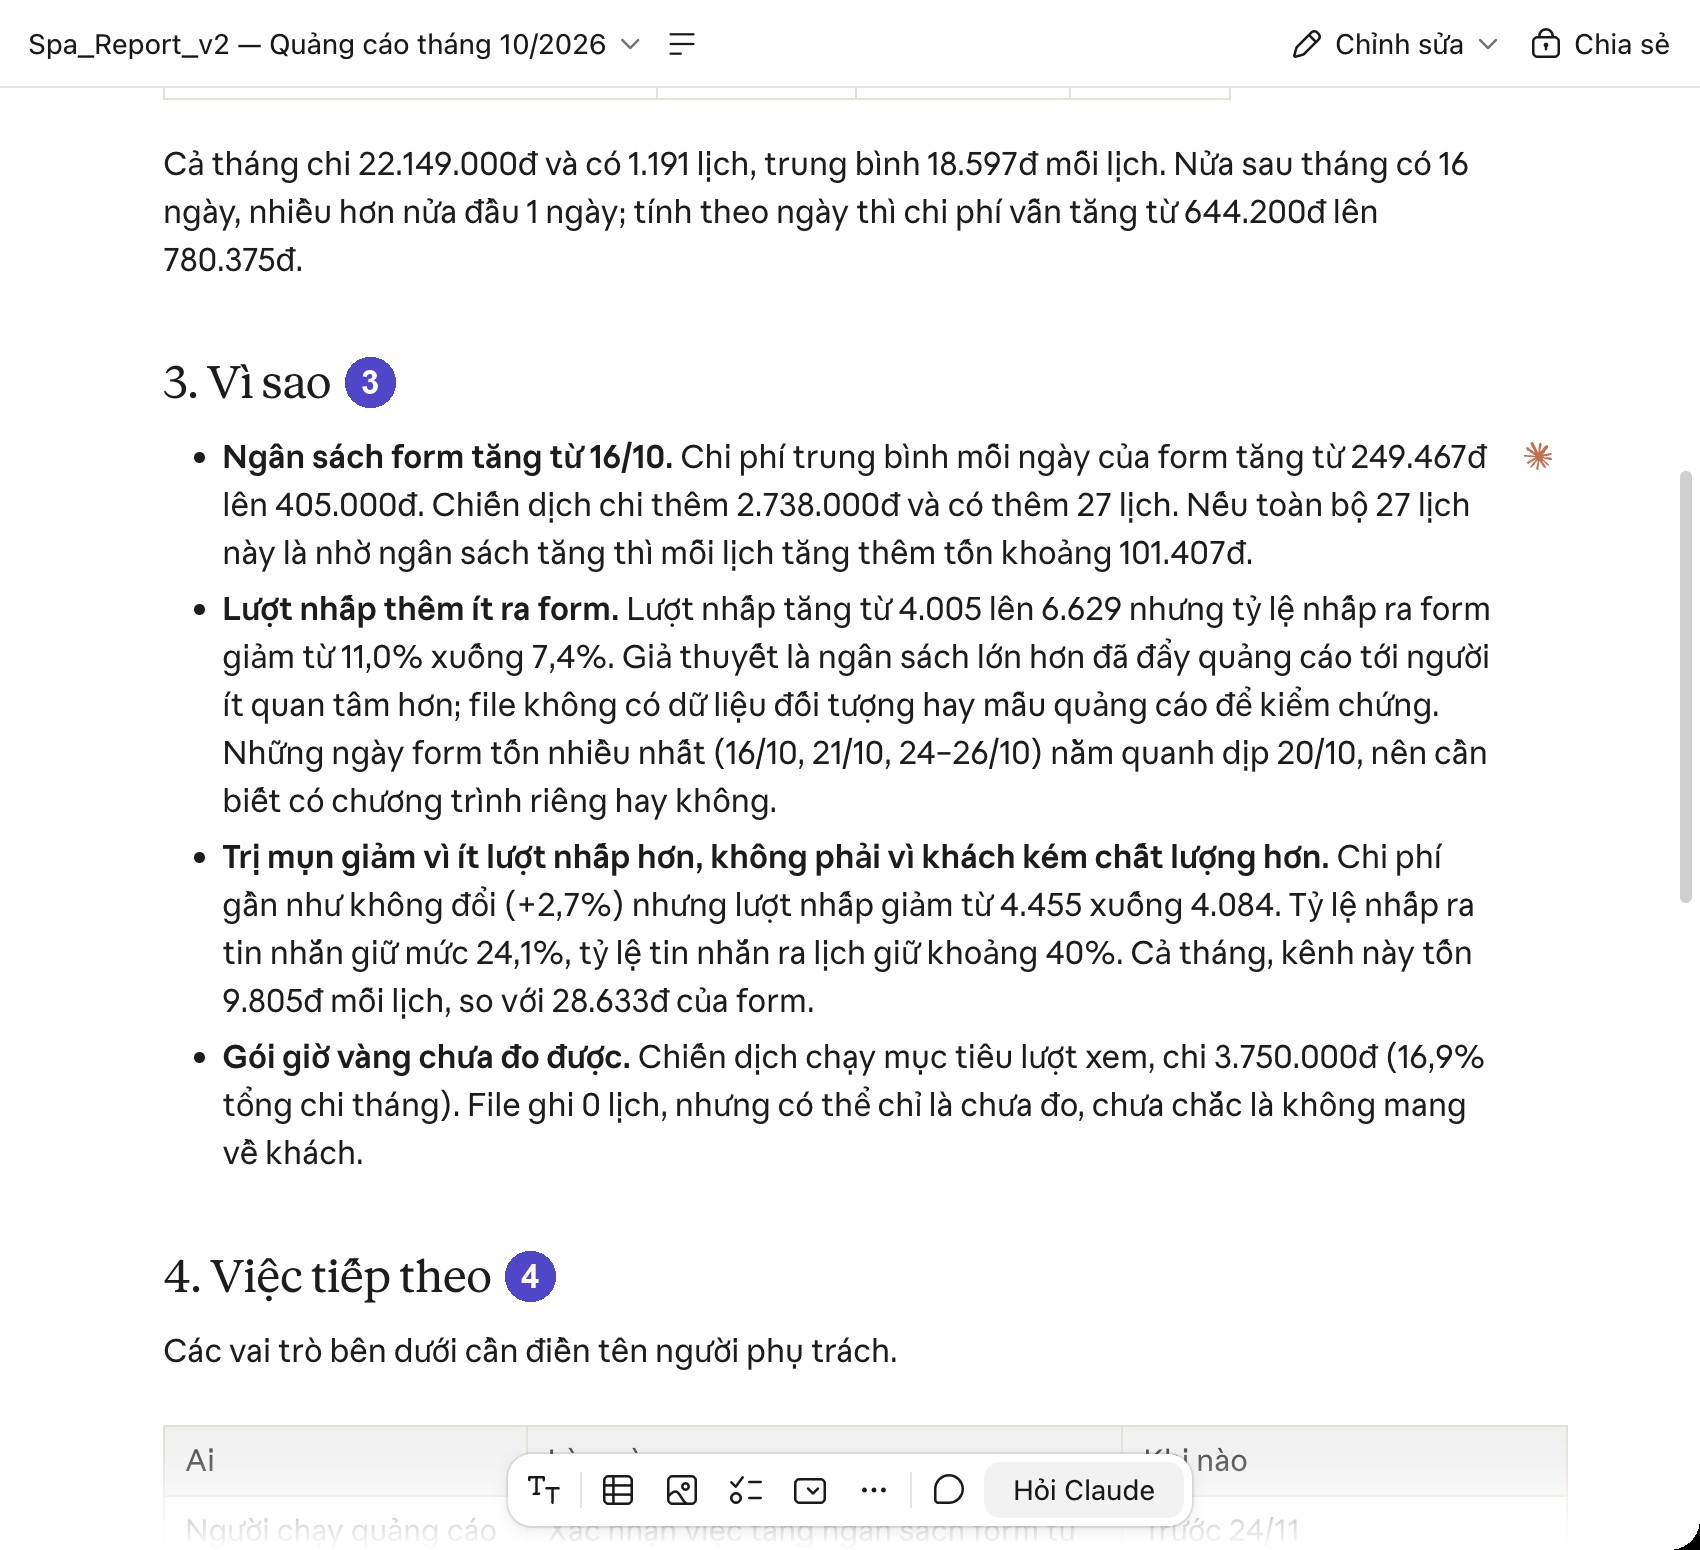 Spa_Report_v2 — Quảng cáo tháng 10/2026
Chỉnh sửa
Chia sẻ
Cả tháng chi 22.149.000đ và có 1.191 lịch, trung bình 18.597đ mỗi lịch. Nửa sau tháng có 16
ngày, nhiều hơn nửa đầu 1 ngày; tính theo ngày thì chi phí vẫn tăng từ 644.200đ lên
780.375đ.
3. Vì sao 3
• Ngân sách form tăng từ 16/10. Chi phí trung bình mỗi ngày của form tăng từ 249.467đ
lên 405.000đ. Chiến dịch chi thêm 2.738.000đ và có thêm 27 lịch. Nếu toàn bộ 27 lịch
này là nhờ ngân sách tăng thì mỗi lịch tăng thêm tốn khoảng 101.407đ.
• Lượt nhấp thêm ít ra form. Lượt nhấp tăng từ 4.005 lên 6.629 nhưng tỷ lệ nhấp ra form
giảm từ 11,0% xuống 7,4%. Giả thuyết là ngân sách lớn hơn đã đẩy quảng cáo tới người
ít quan tâm hơn; file không có dữ liệu đối tượng hay mẫu quảng cáo để kiểm chứng.
Những ngày form tốn nhiều nhất (16/10, 21/10, 24–26/10) nằm quanh dịp 20/10, nên cần
biết có chương trình riêng hay không.
• Trị mụn giảm vì ít lượt nhấp hơn, không phải vì khách kém chất lượng hơn. Chi phí
gần như không đổi (+2,7%) nhưng lượt nhấp giảm từ 4.455 xuống 4.084. Tỷ lệ nhấp ra
tin nhắn giữ mức 24,1%, tỷ lệ tin nhắn ra lịch giữ khoảng 40%. Cả tháng, kênh này tốn
9.805đ mỗi lịch, so với 28.633đ của form.
• Gói giờ vàng chưa đo được. Chiến dịch chạy mục tiêu lượt xem, chi 3.750.000đ (16,9%
tổng chi tháng). File ghi 0 lịch, nhưng có thể chỉ là chưa đo, chưa chắc là không mang
về khách.
4. Việc tiếp theo 4
Các vai trò bên dưới cần điền tên người phụ trách.
Ai
nào
Hỏi Claude
Người chạy quảng cáo
Xác nhận việc tăng ngân sách form từ
Trước 24/11